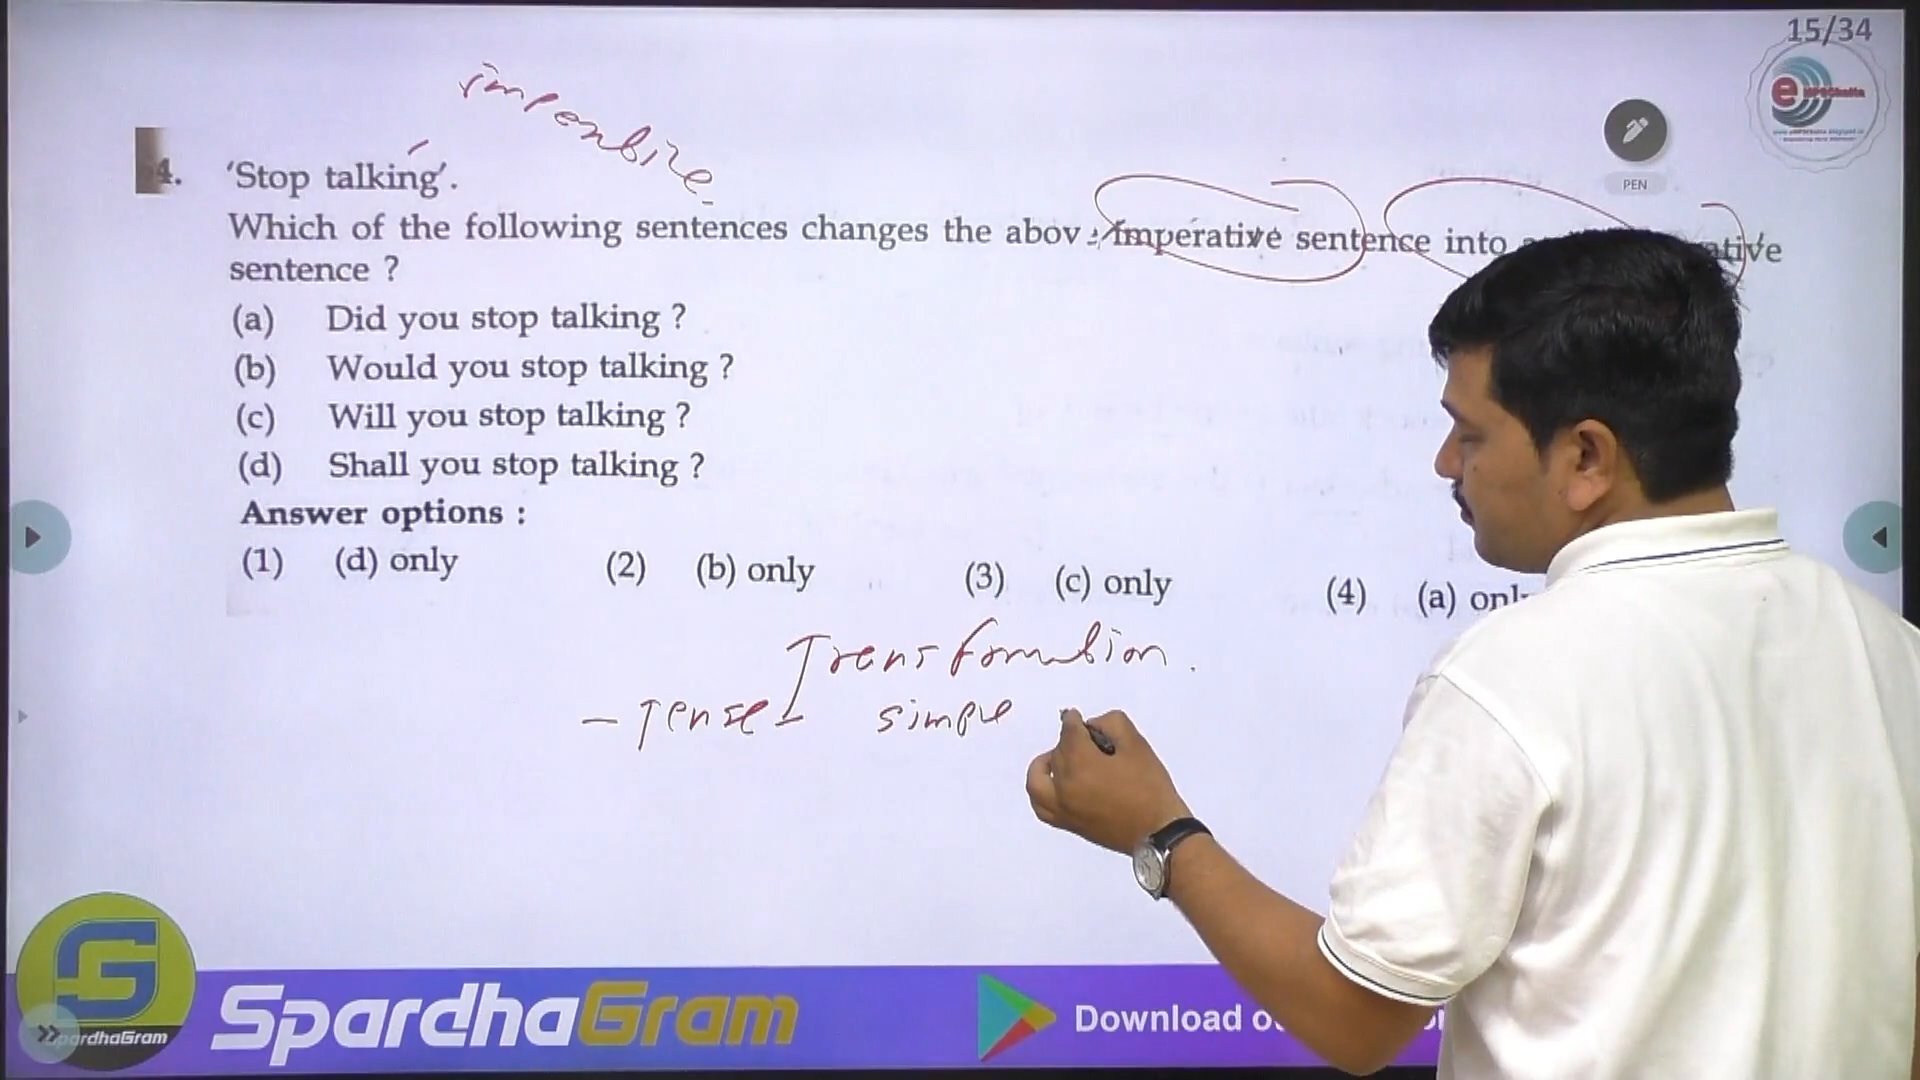 15/34
imperative
PEN
4. 'Stop talking'.
Which of the following sentences changes the above imperative sentence into
sentence ?
(a) Did you stop talking ?
(b) Would you stop talking ?
(c) Will you stop talking ?
(d) Shall you stop talking ?
Answer options :
(1) (d) only (2) (b) only (3) (c) only (4) (a) only
Transformation.
- Tense - simple
G
SpardhaGram
SpardhaGram
Download